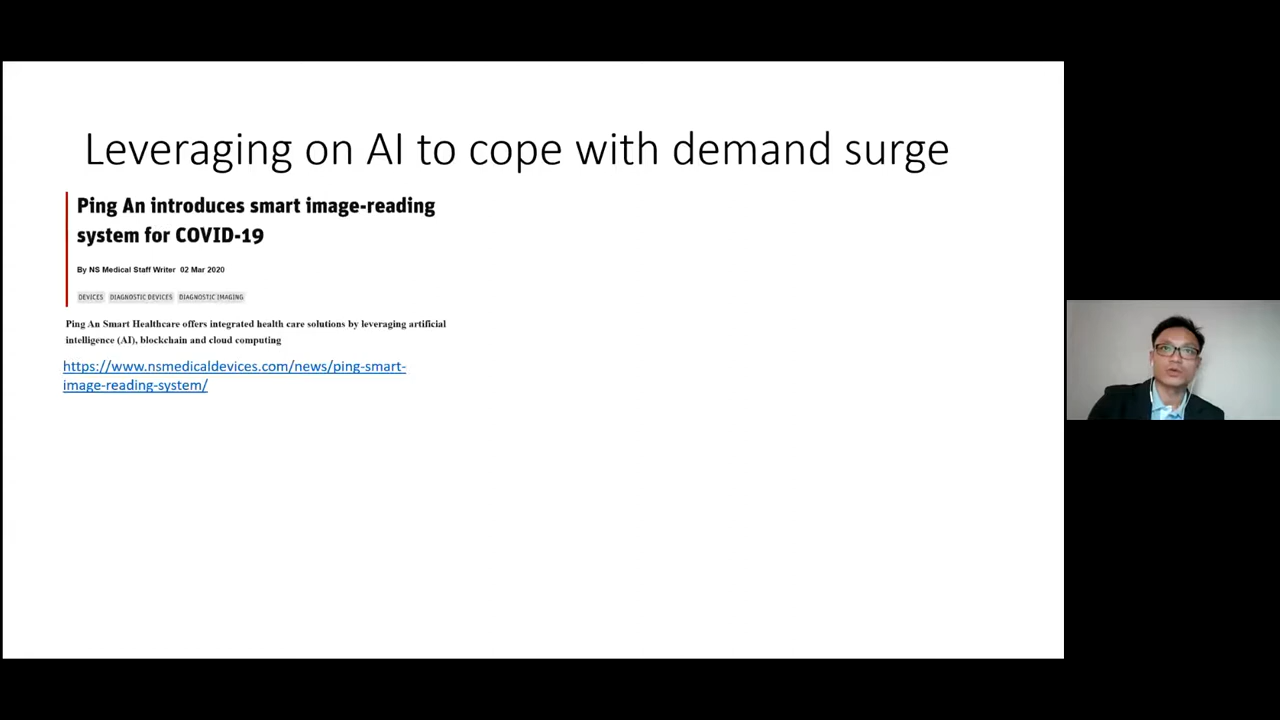 Leveraging on AI to cope with demand surge
Ping An introduces smart image-reading
system for COVID-19
By NS Medical Staff Writer 02 Mar 2020
DEVICES DIAGNOSTIC DEVICES DIAGNOSTIC IMAGING
Ping An Smart Healthcare offers integrated health care solutions by leveraging artificial
intelligence (AI), blockchain and cloud computing
https://www.nsmedicaldevices.com/news/ping-smart-
image-reading-system/